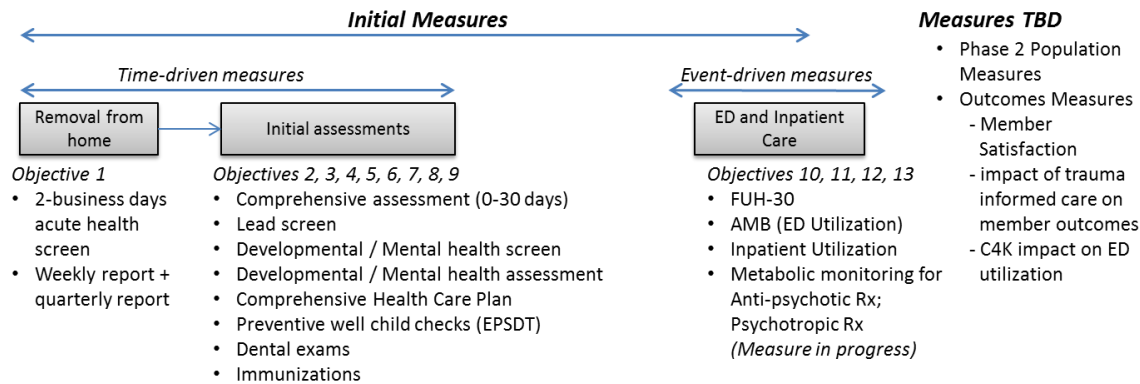 Initial Measures
Measures TBD
Time-driven measures
Event-driven measures
Removal from
home
Initial assessments
ED and Inpatient
Care
Objective 1
• 2-business days
acute health
screen
• Weekly report +
quarterly report
Objectives 2, 3, 4, 5, 6, 7, 8, 9
• Comprehensive assessment (0-30 days)
• Lead screen
• Developmental / Mental health screen
• Developmental / Mental health assessment
• Comprehensive Health Care Plan
• Preventive well child checks (EPSDT)
• Dental exams
• Immunizations
Objectives 10, 11, 12, 13
• FUH-30
• AMB (ED Utilization)
• Inpatient Utilization
• Metabolic monitoring for
Anti-psychotic Rx;
Psychotropic Rx
(Measure in progress)
• Phase 2 Population
Measures
• Outcomes Measures
- Member
Satisfaction
- impact of trauma
informed care on
member outcomes
- C4K impact on ED
utilization